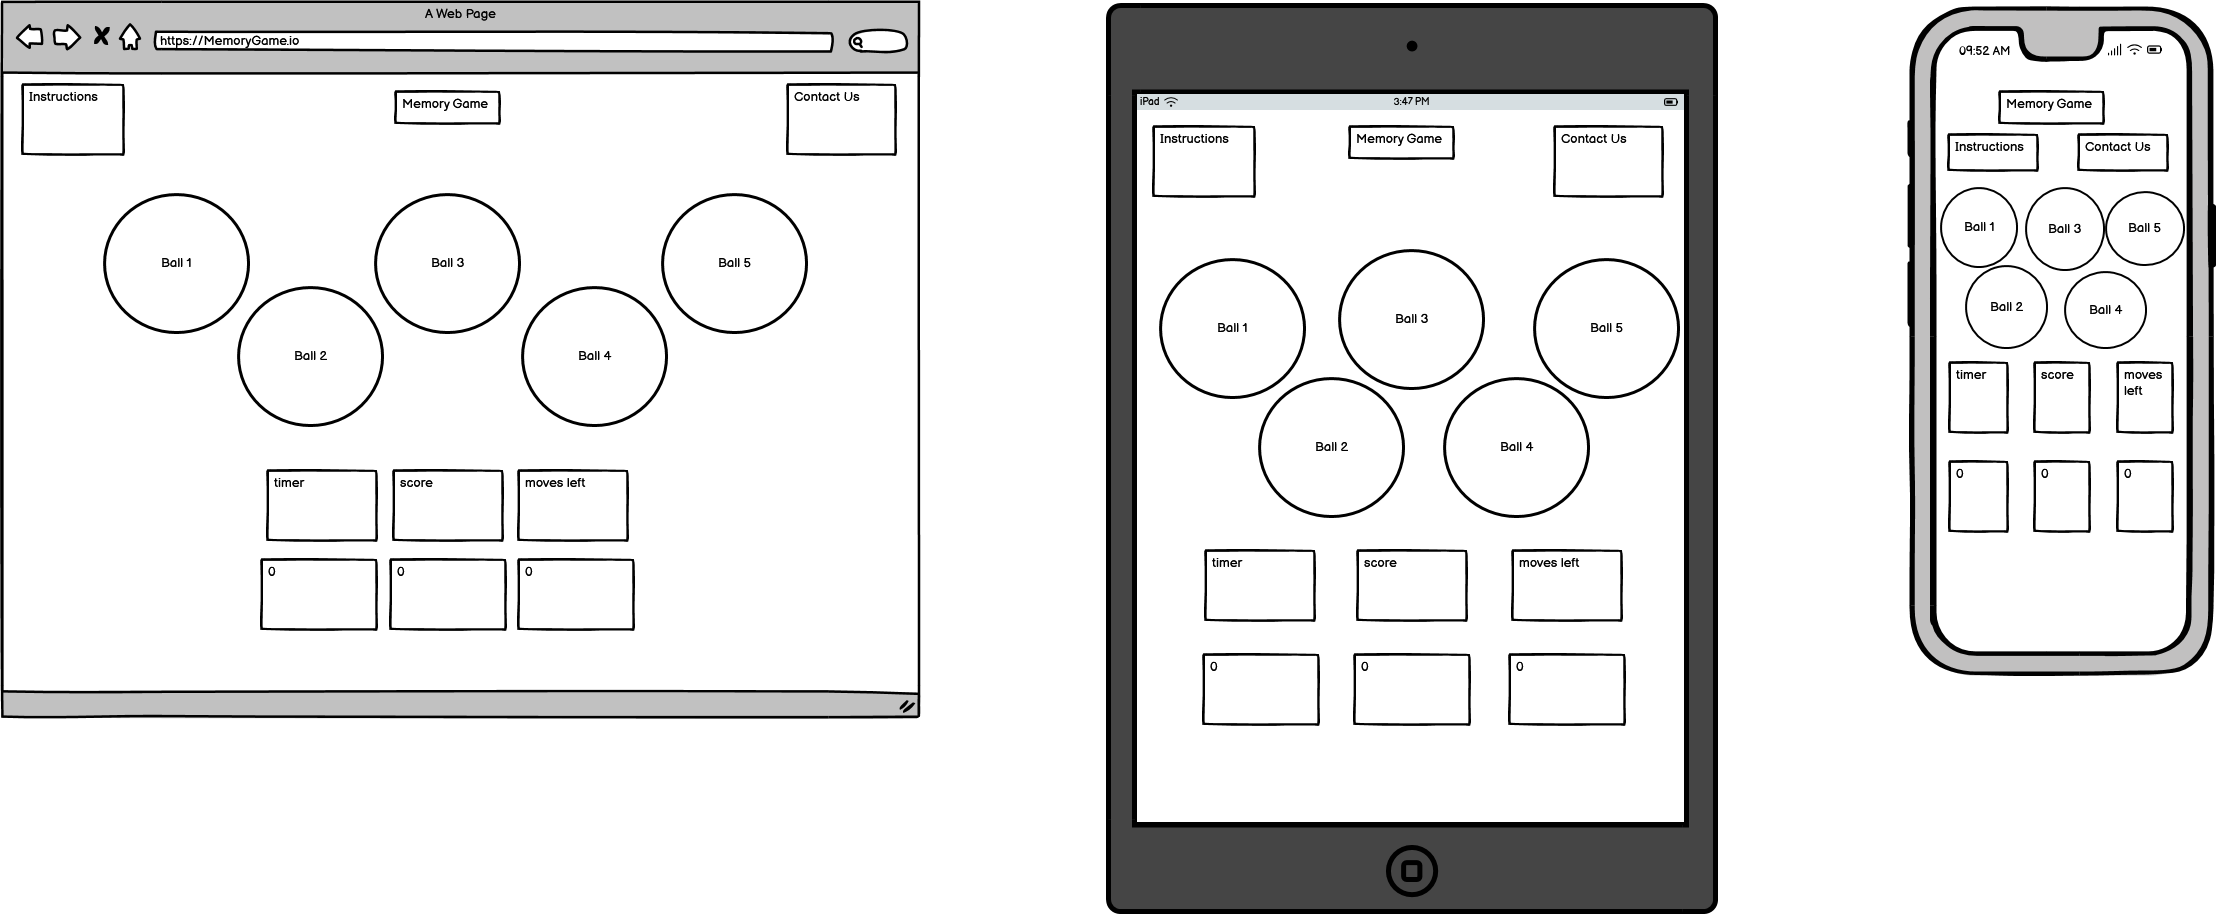 A Web Page
https://MemoryGame.io
Instructions
Memory Game
Contact Us
Ball 1
Ball 3
Ball 5
Ball 2
Ball 4
timer
score
moves left
0
0
0
iPad
3:47 PM
Instructions
Memory Game
Contact Us
Ball 1
Ball 3
Ball 5
Ball 2
Ball 4
timer
score
moves left
0
0
0
09:52 AM
Memory Game
Instructions
Contact Us
Ball 1
Ball 3
Ball 5
Ball 2
Ball 4
timer
score
moves
left
0
0
0